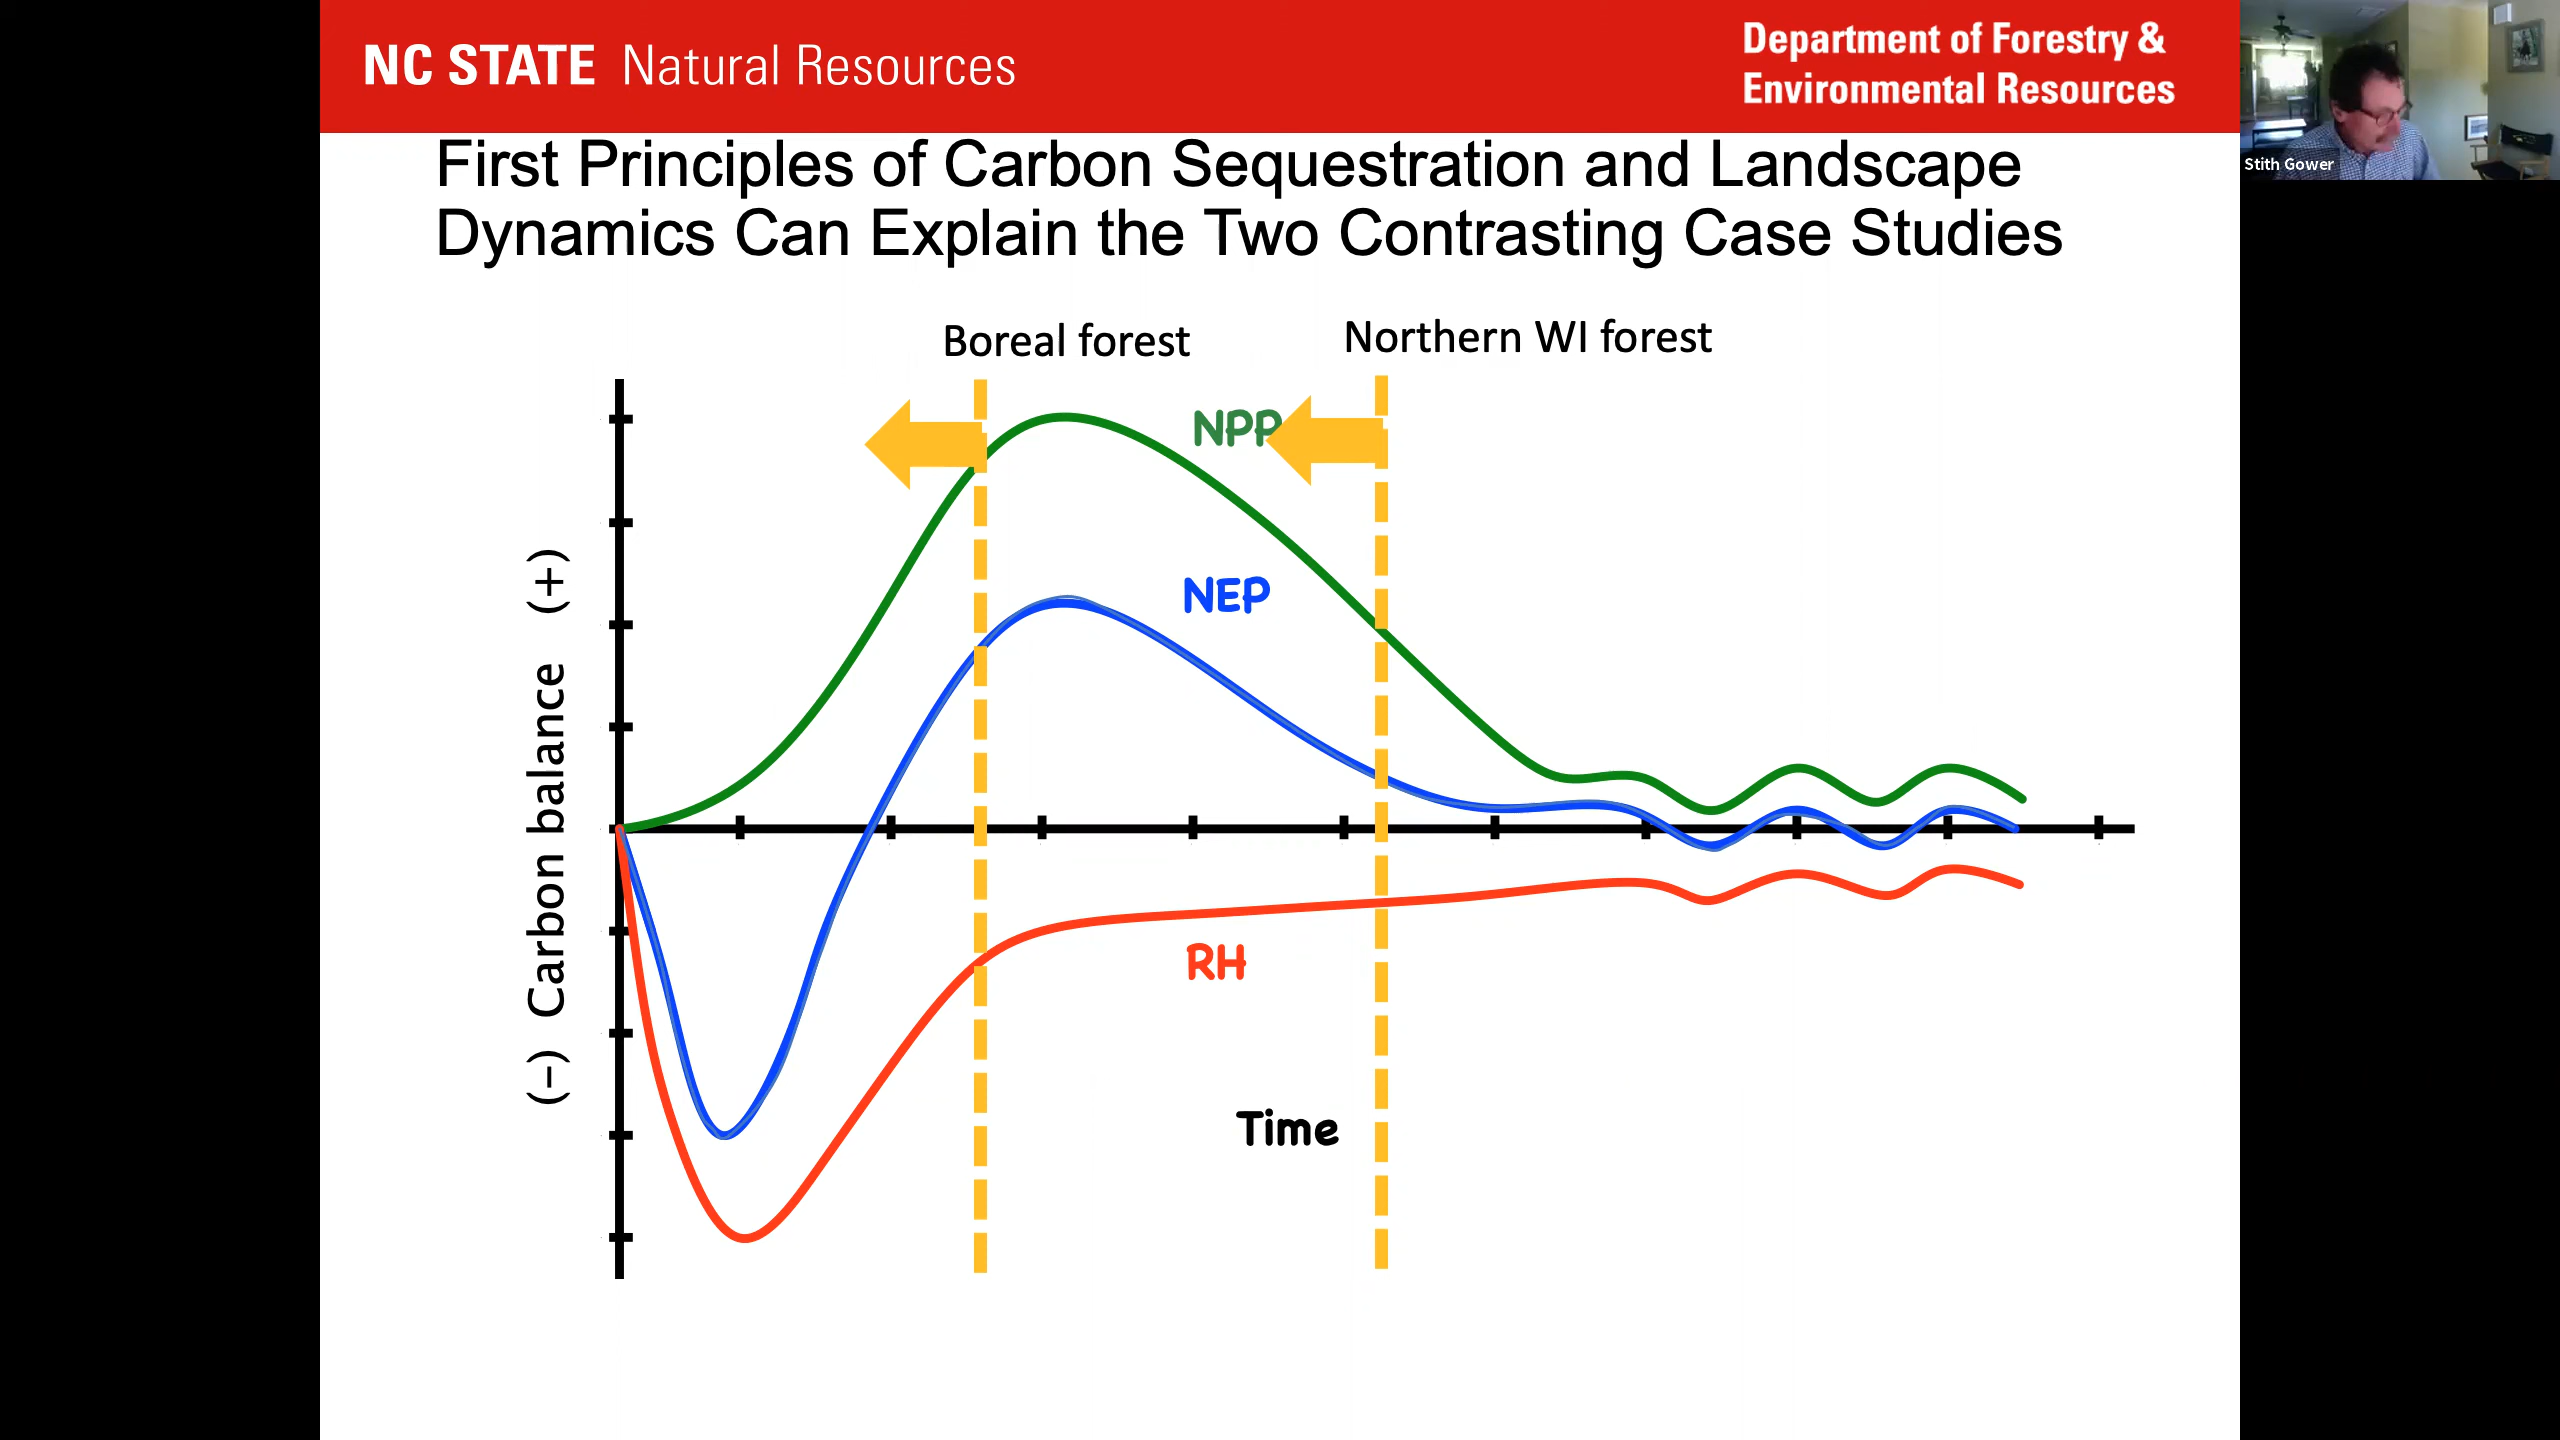 NC STATE Natural Resources
Department of Forestry &
Environmental Resources
Stith Gower
First Principles of Carbon Sequestration and Landscape
Dynamics Can Explain the Two Contrasting Case Studies
Boreal forest
Northern WI forest
NPP
NEP
(−) Carbon balance (+)
RH
Time